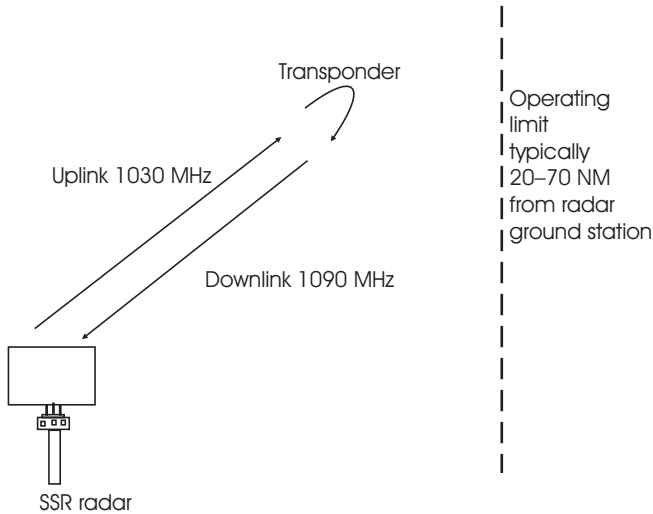 Transponder
Operating
limit
typically
20–70 NM
from radar
ground station
Uplink 1030 MHz
Downlink 1090 MHz
SSR radar